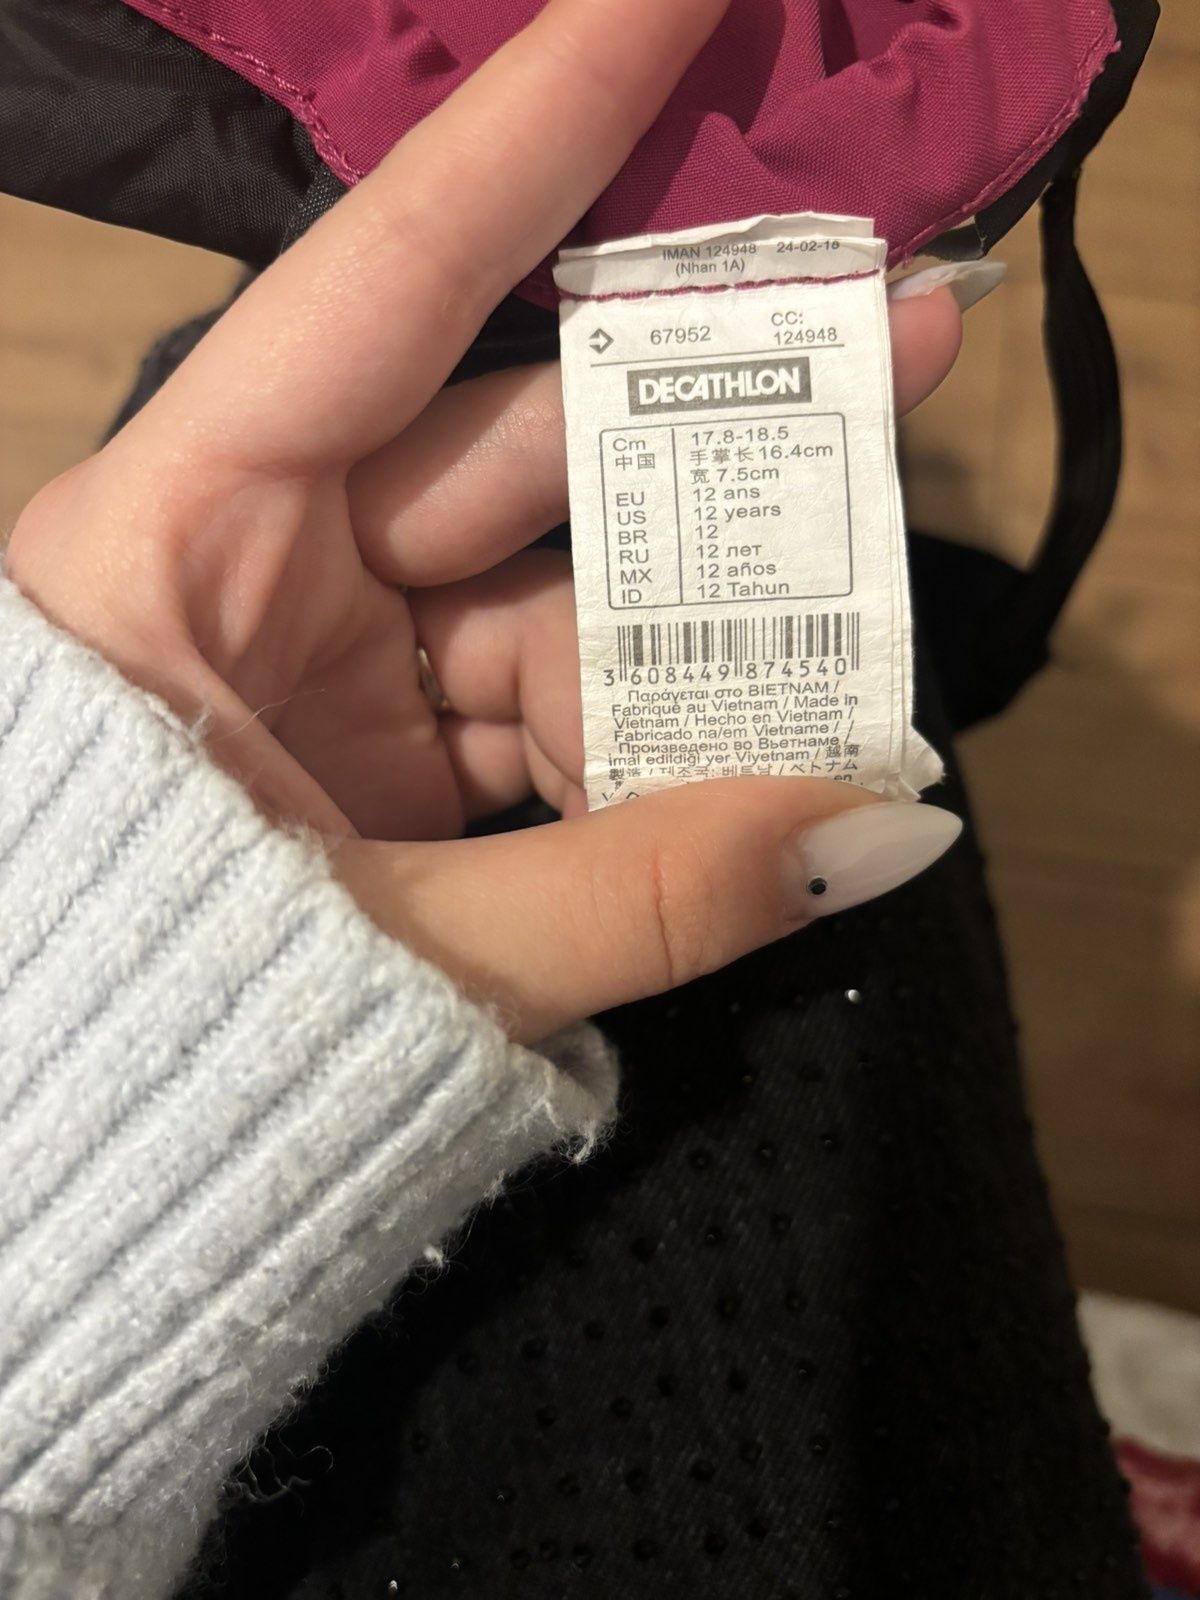 IMAN 124948 24-02-16
(Nhan 1A)
67952 CC:
124948
DECATHLON
Cm 17.8-18.5
中国 手掌长 16.4cm
宽 7.5cm
EU 12 ans
US 12 years
BR 12
RU 12 лет
MX 12 años
ID 12 Tahun
3 608449 874540
Παράγεται στο ΒΙΕΤΝΑΜ /
Fabriqué au Vietnam / Made in
Vietnam / Hecho en Vietnam /
Fabricado na/em Vietname /
Произведено во Вьетнаме /
imal edildiği yer Viyetnam / 越南
製造 / 제조국: 베트남 / ベトナム
en